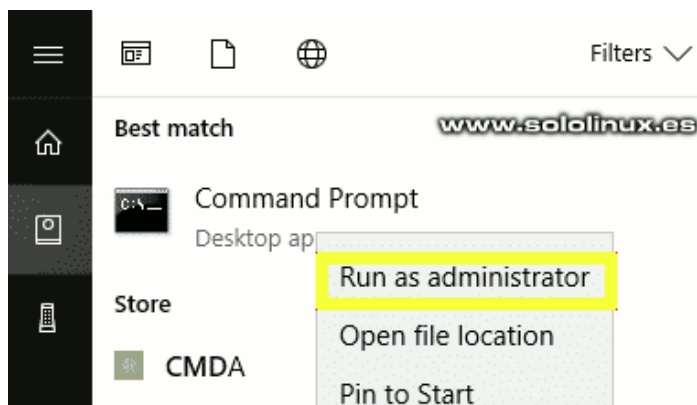 Filters
Best match
www.sololinux.es
C:\_
Command Prompt
Desktop ap
Run as administrator
Store
Open file location
CMDA
Pin to Start